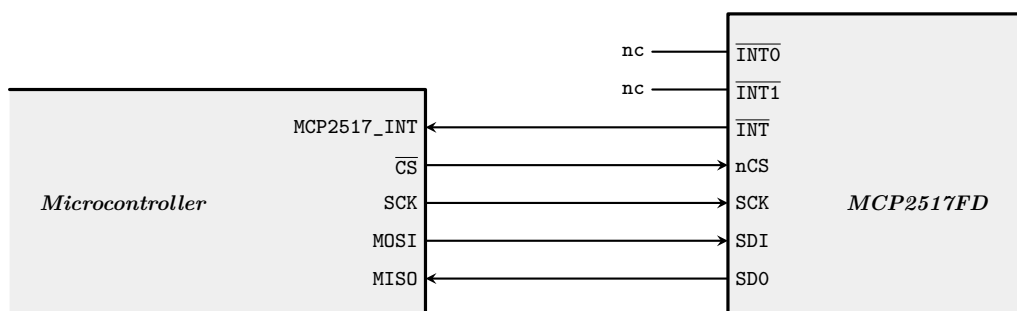 nc INT0
nc INT1
MCP2517_INT INT
CS nCS
Microcontroller SCK SCK MCP2517FD
MOSI SDI
MISO SDO